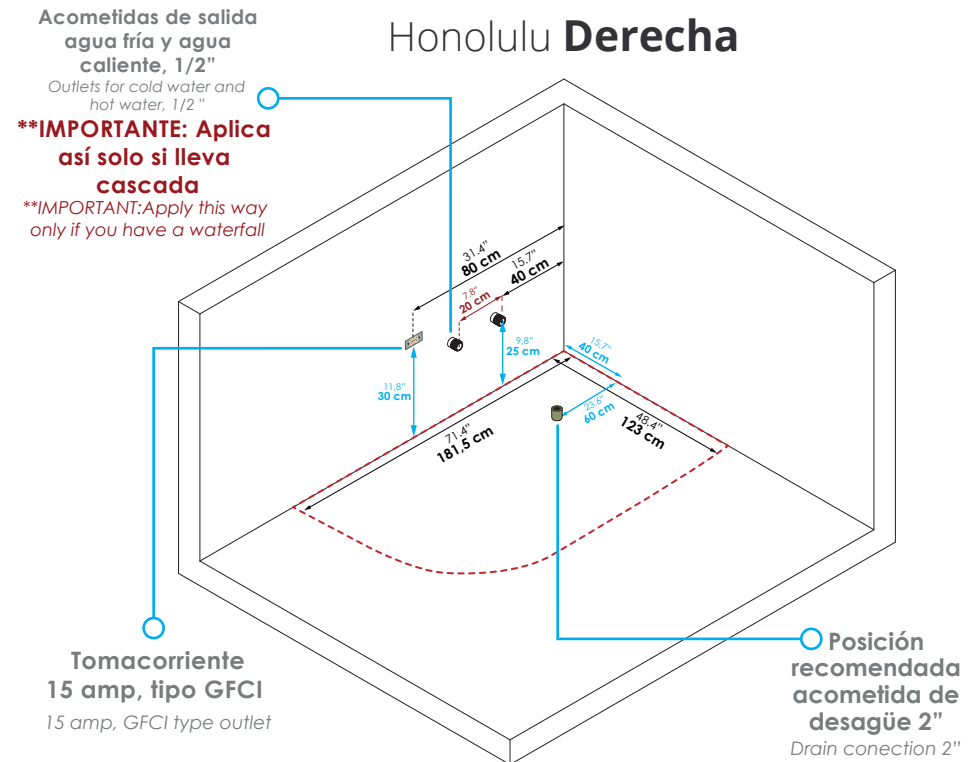 Honolulu Derecha
Acometidas de salida
agua fría y agua
caliente, 1/2”
Outlets for cold water and
hot water, 1/2 "
**IMPORTANTE: Aplica
así solo si lleva
cascada
**IMPORTANT:Apply this way
only if you have a waterfall
31.4"
80 cm
15.7"
40 cm
7.8"
20 cm
9,8"
25 cm
11,8"
30 cm
15.7"
40 cm
23.6"
60 cm
71.4"
181,5 cm
48.4"
123 cm
Tomacorriente
15 amp, tipo GFCI
15 amp, GFCI type outlet
Posición
recomendada
acometida de
desagüe 2”
Drain conection 2”